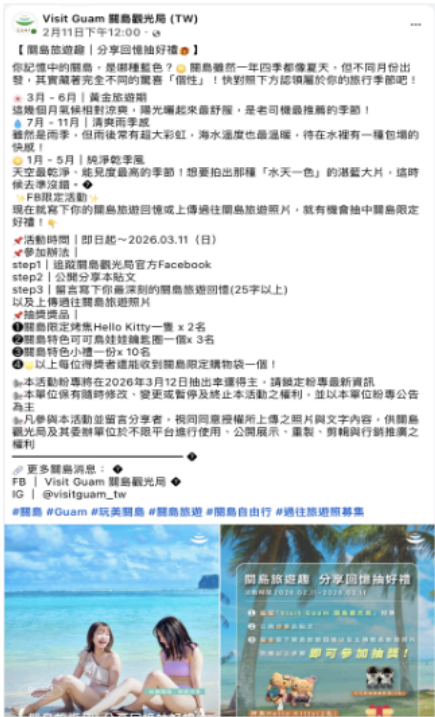 Visit Guam 關島觀光局 (TW)
2月11日下午12:00 ·
【 關島旅遊趣｜分享回憶抽好禮🎁 】
你記憶中的關島，是哪種藍色？😊 關島雖然一年四季都像夏天，但不同月份出
發，其實藏著完全不同的驚喜「個性」！快對照下方認領屬於你的旅行季節吧！
🌺 3月 - 6月｜黃金旅遊期
這幾個月氣候相對涼爽，陽光曬起來最舒服，是老司機最推薦的季節！
💧 7月 - 11月｜清爽雨季感
雖然是雨季，但雨後常有超大彩虹，海水溫度也最溫暖，待在水裡有一種包場的
快感！
🌞 1月 - 5月｜純淨乾季風
天空最乾淨、能見度最高的季節！想要拍出那種「水天一色」的湛藍大片，這時
候去準沒錯。�
✨FB限定活動✨
現在就寫下你的關島旅遊回憶或上傳過往關島旅遊照片，就有機會抽中關島限定
好禮！👇
📌活動時間｜即日起～2026.03.11（日）
📌參加辦法｜
step1｜追蹤關島觀光局官方Facebook
step2｜公開分享本貼文
step3｜留言寫下你最深刻的關島旅遊回憶(25字以上)
以及上傳過往關島旅遊照片
📌抽獎獎品｜
❶關島限定烤焦Hello Kitty一隻 x 2名
❷關島特色可可鳥娃娃鑰匙圈一個x 3名
❸關島特色小禮一份x 10名
❹🌟以上每位得獎者還能收到關島限定購物袋一個！
本活動粉專將在2026年3月12日抽出幸運得主，請鎖定粉專最新資訊
本單位保有隨時修改、變更或暫停及終止本活動之權利，並以本單位粉專公告
為主
凡參與本活動並留言分享者，視同同意授權所上傳之照片與文字內容，供關島
觀光局及其委辦單位於不限平台進行使用、公開展示、重製、剪輯與行銷推廣之
權利
━━━━━━━━━━━━━━━━ �
🔗 更多關島消息： �
FB ｜ Visit Guam 關島觀光局 �
IG ｜ @visitguam_tw
#關島 #Guam #玩美關島 #關島旅遊 #關島自由行 #過往旅遊照募集
關島旅遊趣 分享回憶抽好禮
活動時間2026.02.11~2026.03.11
即可參加抽獎！